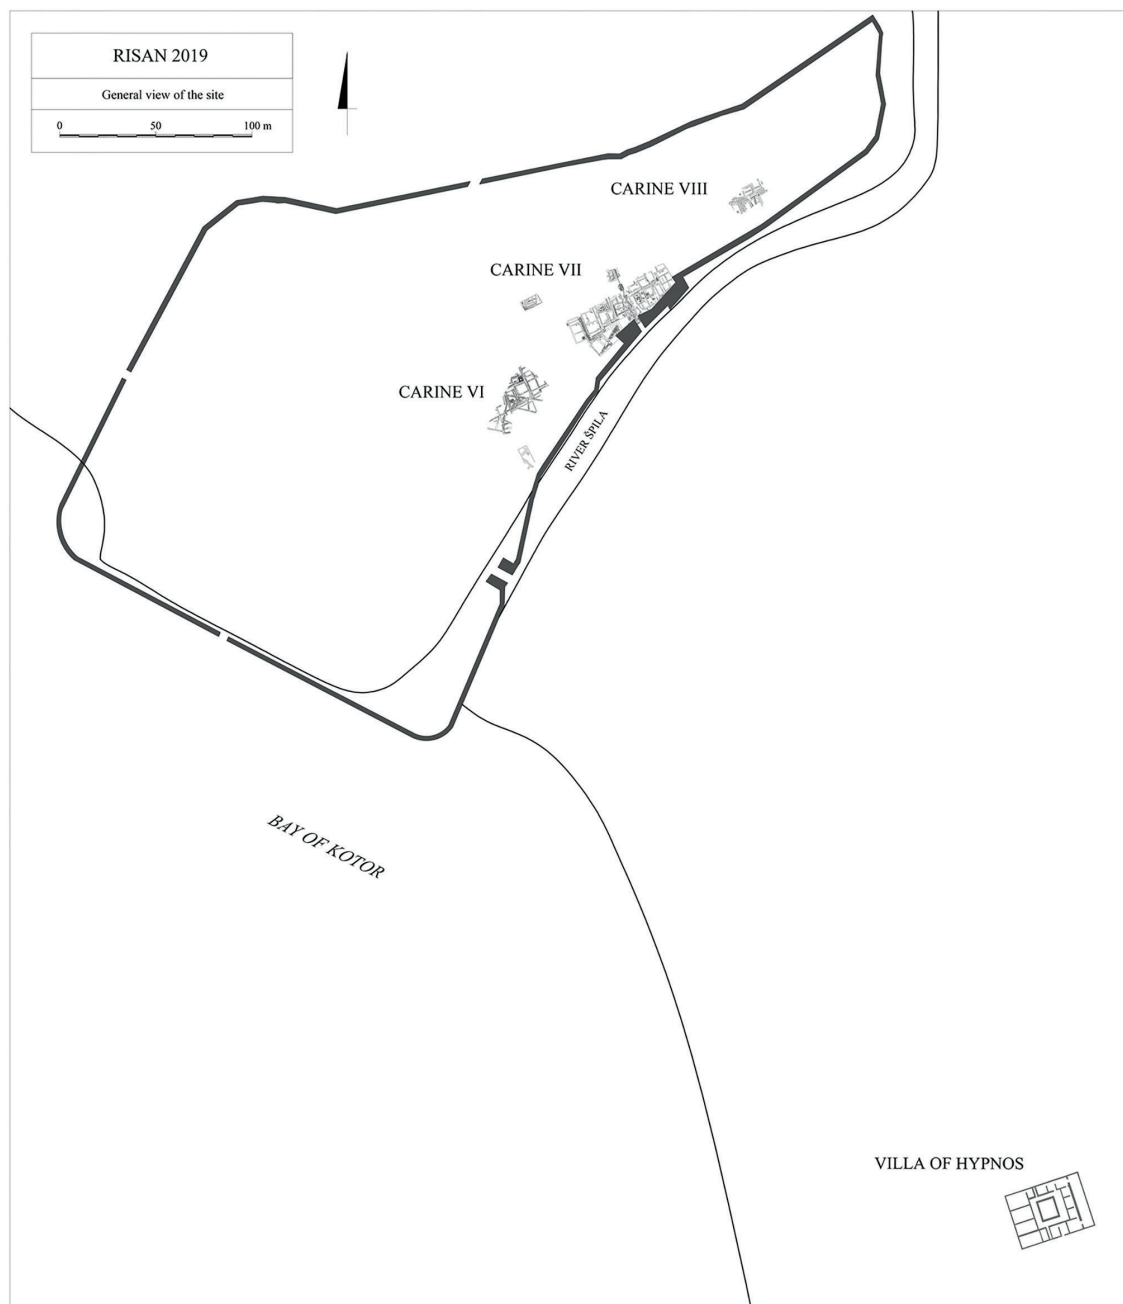 RISAN 2019
General view of the site
0 50 100 m
CARINE VIII
CARINE VII
CARINE VI
RIVER ŠPILA
BAY OF KOTOR
VILLA OF HYPNOS